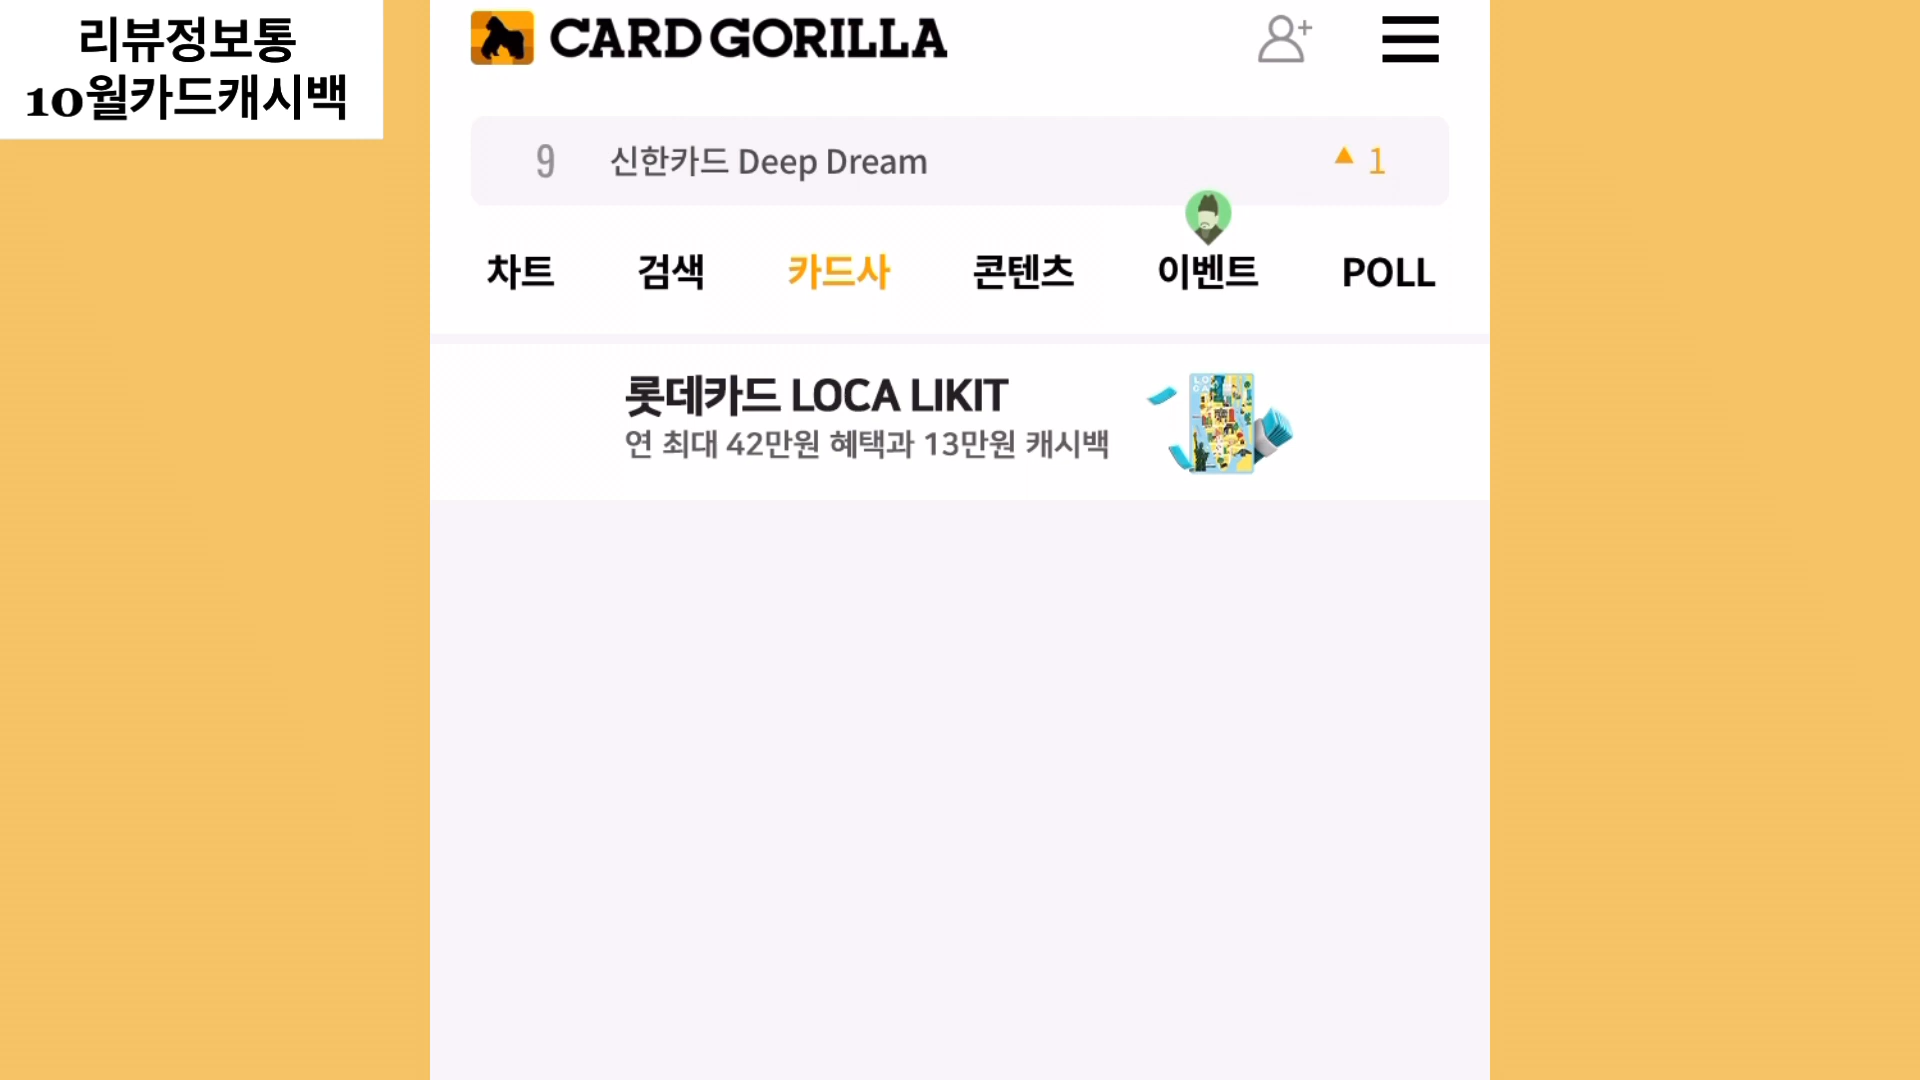 리뷰정보통
10월카드캐시백
CARD GORILLA
9 신한카드 Deep Dream ▲ 1
차트 검색 카드사 콘텐츠 이벤트 POLL
롯데카드 LOCA LIKIT
연 최대 42만원 혜택과 13만원 캐시백